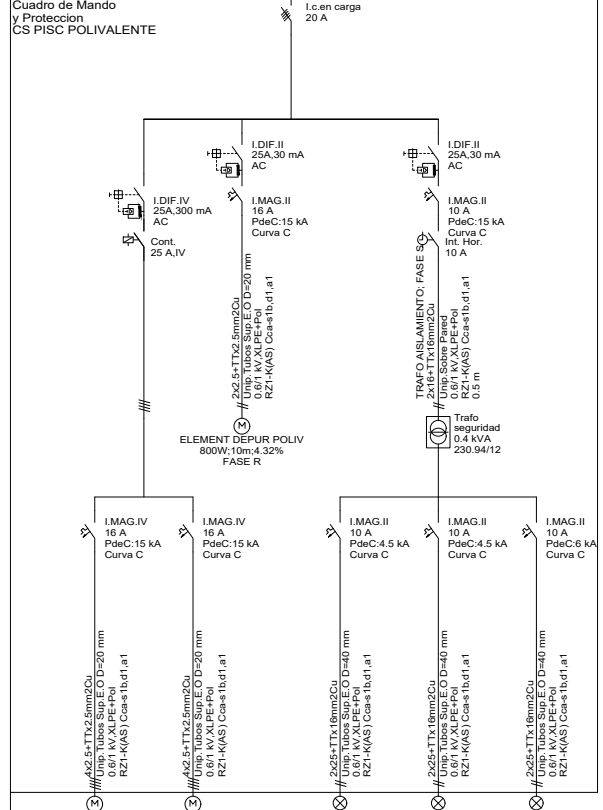 Cuadro de Mando
y Proteccion
CS PISC POLIVALENTE
I.c.en carga
20 A
I.DIF.II
25A,30 mA
AC
I.DIF.II
25A,30 mA
AC
I.DIF.IV
25A,300 mA
AC
Cont.
25 A,IV
I.MAG.II
16 A
PdeC:15 kA
Curva C
I.MAG.II
10 A
PdeC:15 kA
Curva C
Int. Hor.
10 A
2x2.5+TTx2.5mm2Cu
Unip.Tubos Sup.E.O D=20 mm
0.6/1 kV,XLPE+Pol
RZ1-K(AS) Cca-s1b,d1,a1
TRAFO AISLAMIENTO; FASE S
2x16+TTx16mm2Cu
Unip.Sobre Pared
0.6/1 kV,XLPE+Pol
RZ1-K(AS) Cca-s1b,d1,a1
0.5 m
M
ELEMENT DEPUR POLIV
800W;10m;4.32%
FASE R
Trafo
seguridad
0.4 kVA
230.94/12
I.MAG.IV
16 A
PdeC:15 kA
Curva C
I.MAG.IV
16 A
PdeC:15 kA
Curva C
I.MAG.II
10 A
PdeC:4.5 kA
Curva C
I.MAG.II
10 A
PdeC:4.5 kA
Curva C
I.MAG.II
10 A
PdeC:6 kA
Curva C
4x2.5+TTx2.5mm2Cu
Unip.Tubos Sup.E.O D=20 mm
0.6/1 kV,XLPE+Pol
RZ1-K(AS) Cca-s1b,d1,a1
4x2.5+TTx2.5mm2Cu
Unip.Tubos Sup.E.O D=20 mm
0.6/1 kV,XLPE+Pol
RZ1-K(AS) Cca-s1b,d1,a1
2x25+TTx16mm2Cu
Unip.Tubos Sup.E.O D=40 mm
0.6/1 kV,XLPE+Pol
RZ1-K(AS) Cca-s1b,d1,a1
2x25+TTx16mm2Cu
Unip.Tubos Sup.E.O D=40 mm
0.6/1 kV,XLPE+Pol
RZ1-K(AS) Cca-s1b,d1,a1
2x25+TTx16mm2Cu
Unip.Tubos Sup.E.O D=40 mm
0.6/1 kV,XLPE+Pol
RZ1-K(AS) Cca-s1b,d1,a1
M
M